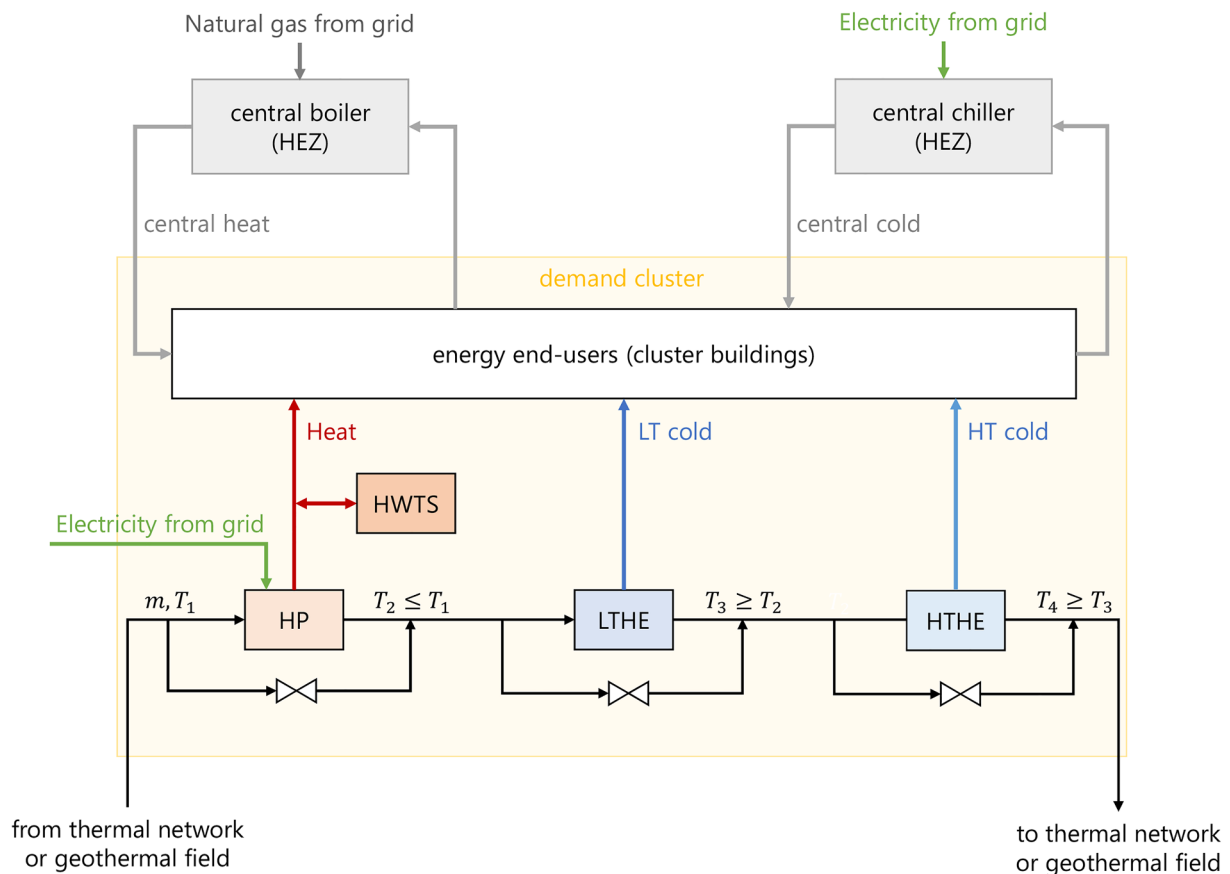 Natural gas from grid
Electricity from grid
central boiler
(HEZ)
central chiller
(HEZ)
central heat
central cold
demand cluster
energy end-users (cluster buildings)
Heat
LT cold
HT cold
HWTS
Electricity from grid
m, T₁
HP
T₂ ≤ T₁
LTHE
T₃ ≥ T₂
HTHE
T₄ ≥ T₃
from thermal network
or geothermal field
to thermal network
or geothermal field